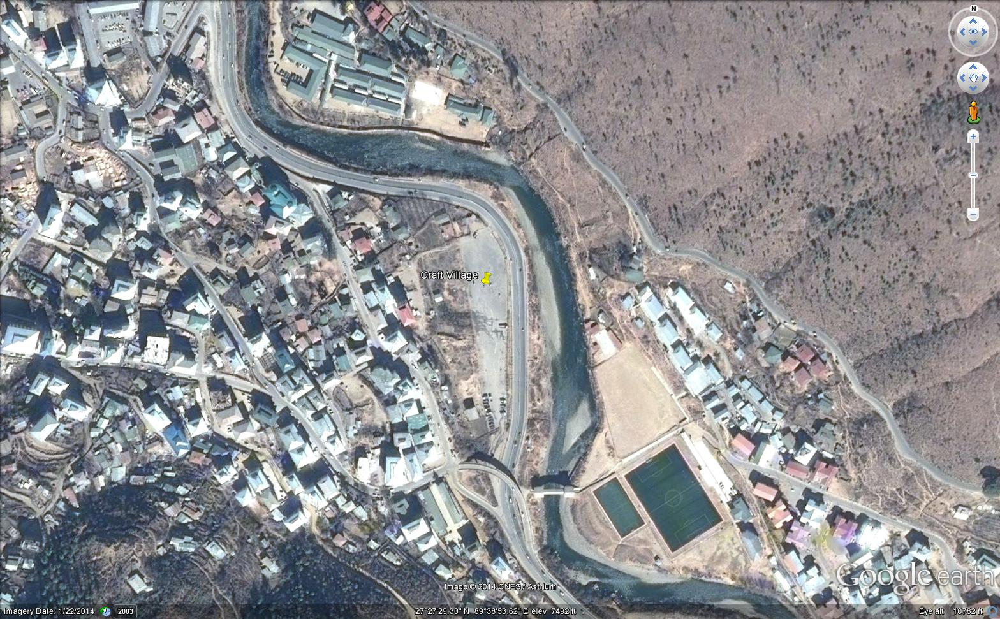 N
Craft Village
Image © 2014 CNES / Astrium
Google earth
Imagery Date: 1/22/2014
2003
27°27'29.30" N 89°38'53.62" E elev 7492 ft
Eye alt 10782 ft